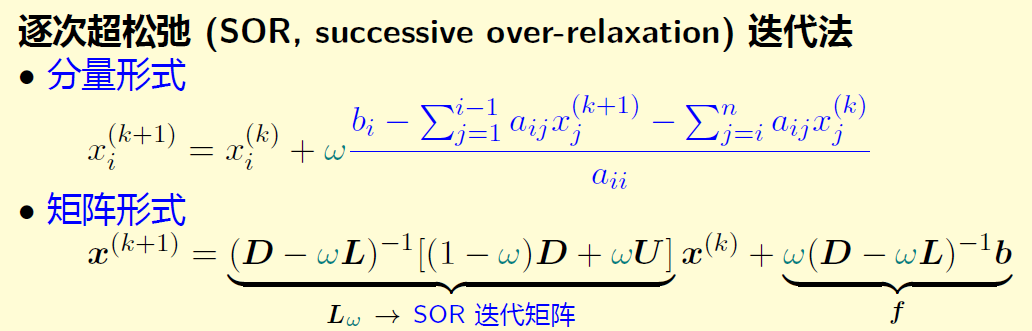 逐次超松弛 (SOR, successive over-relaxation) 迭代法
• 分量形式
$x_i^{(k+1)} = x_i^{(k)} + \omega \frac{b_i - \sum_{j=1}^{i-1} a_{ij} x_j^{(k+1)} - \sum_{j=i}^{n} a_{ij} x_j^{(k)}}{a_{ii}}$
• 矩阵形式
$\boldsymbol{x}^{(k+1)} = \underbrace{(\boldsymbol{D} - \omega \boldsymbol{L})^{-1}[(1 - \omega)\boldsymbol{D} + \omega \boldsymbol{U}]}_{\boldsymbol{L}_\omega \to \text{SOR 迭代矩阵}} \boldsymbol{x}^{(k)} + \underbrace{\omega(\boldsymbol{D} - \omega \boldsymbol{L})^{-1}\boldsymbol{b}}_{\boldsymbol{f}}$